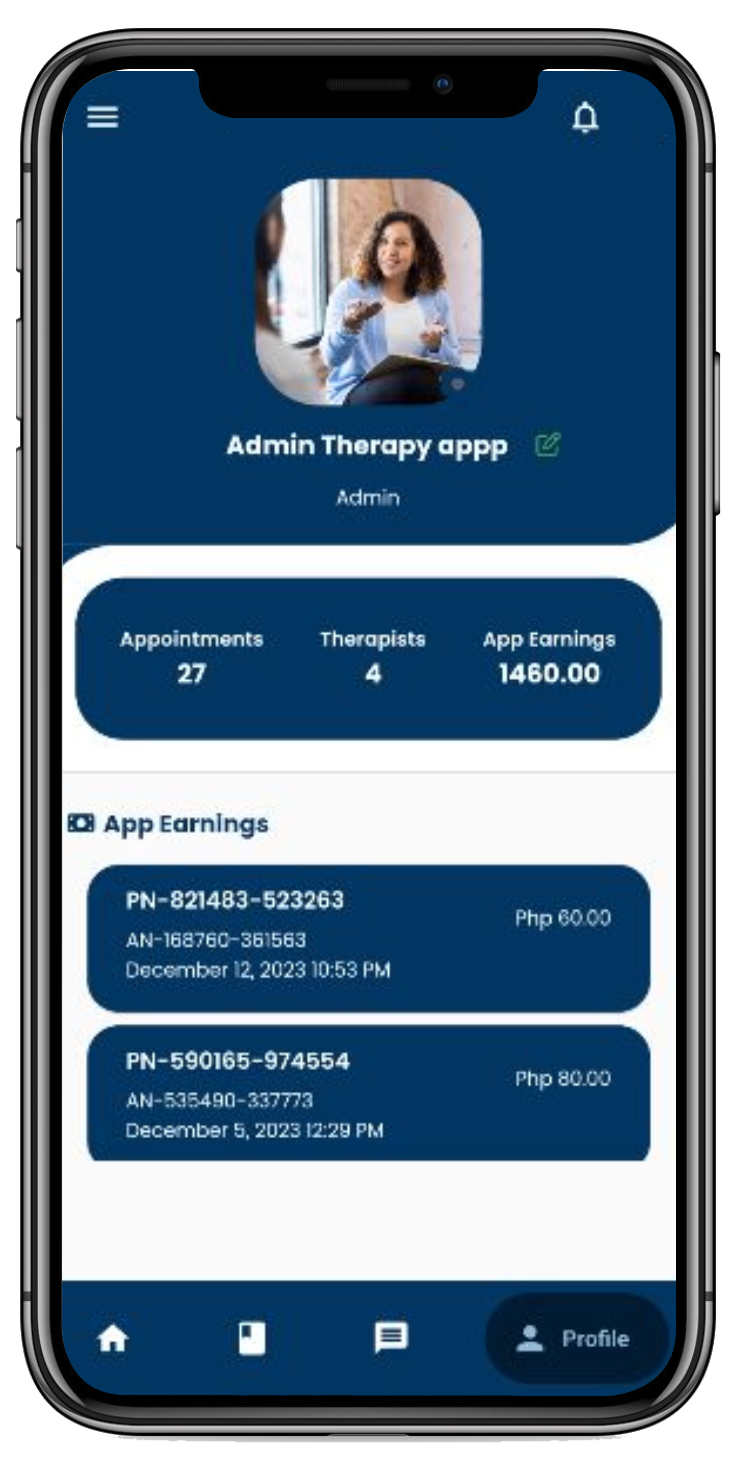 Admin Therapy appp
Admin
Appointments Therapists App Earnings
27 4 1460.00
App Earnings
PN-821483-523263
Php 60.00
AN-168760-361563
December 12, 2023 10:53 PM
PN-590165-974554
Php 80.00
AN-535490-337773
December 5, 2023 12:29 PM
Profile